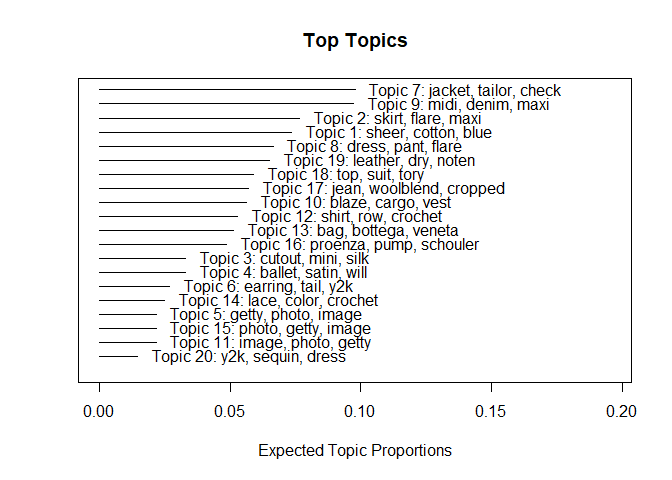 Top Topics
Topic 7: jacket, tailor, check
Topic 9: midi, denim, maxi
Topic 2: skirt, flare, maxi
Topic 1: sheer, cotton, blue
Topic 8: dress, pant, flare
Topic 19: leather, dry, noten
Topic 18: top, suit, tory
Topic 17: jean, woolblend, cropped
Topic 10: blaze, cargo, vest
Topic 12: shirt, row, crochet
Topic 13: bag, bottega, veneta
Topic 16: proenza, pump, schouler
Topic 3: cutout, mini, silk
Topic 4: ballet, satin, will
Topic 6: earring, tail, y2k
Topic 14: lace, color, crochet
Topic 5: getty, photo, image
Topic 15: photo, getty, image
Topic 11: image, photo, getty
Topic 20: y2k, sequin, dress
0.00 0.05 0.10 0.15 0.20
Expected Topic Proportions